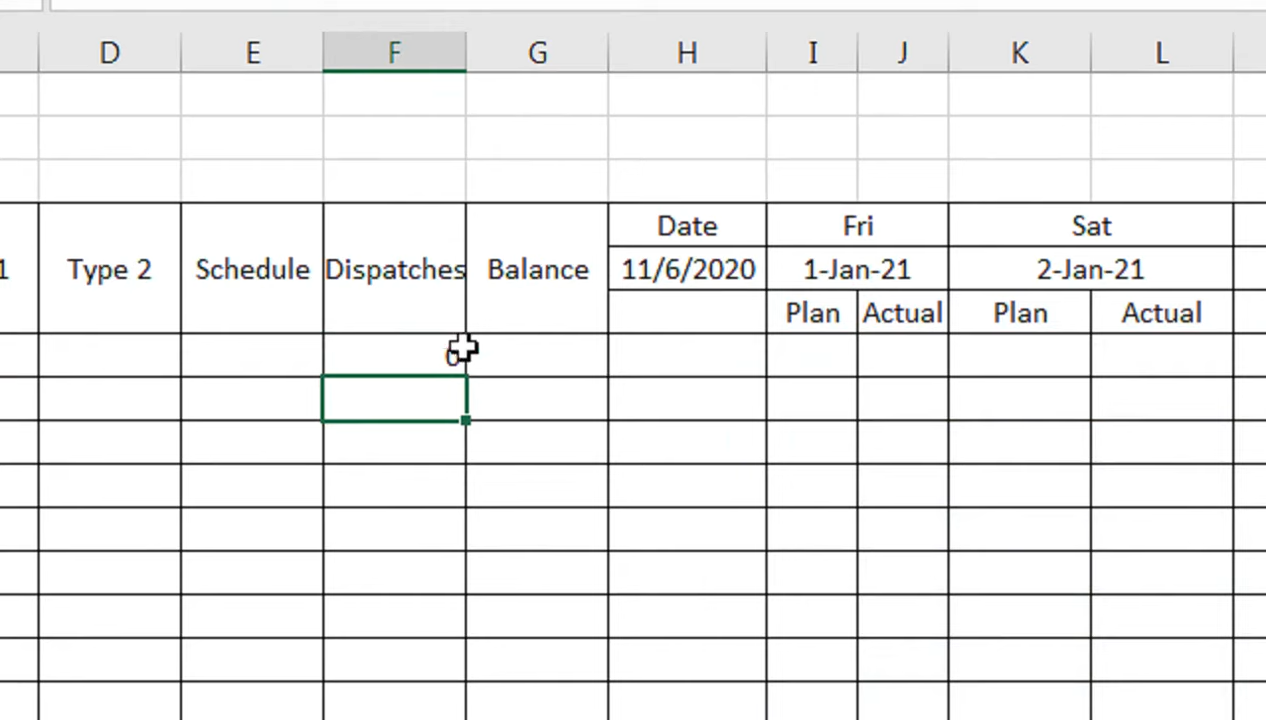 D E F G H I J K L
Date Fri Sat
1 Type 2 Schedule Dispatches Balance 11/6/2020 1-Jan-21 2-Jan-21
Plan Actual Plan Actual